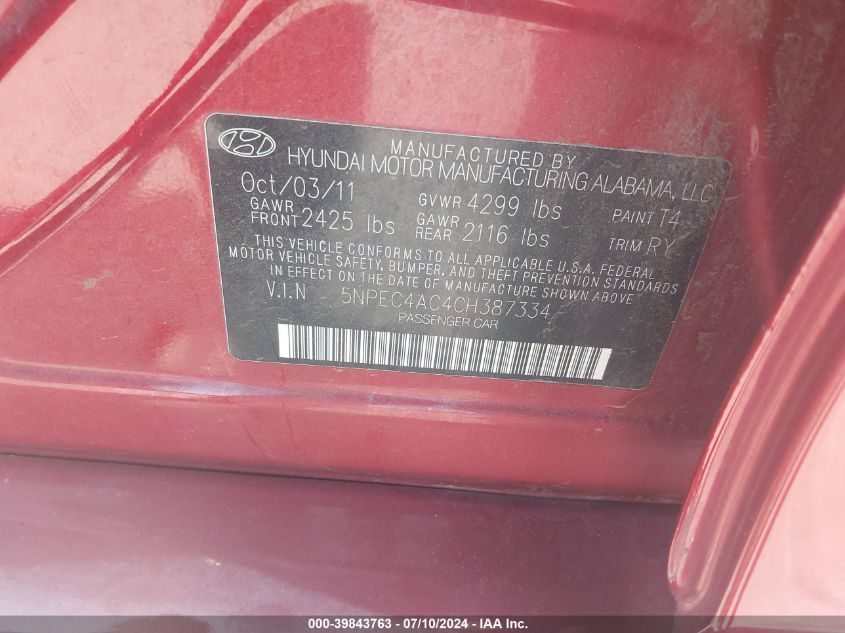 MANUFACTURED BY
HYUNDAI MOTOR MANUFACTURING ALABAMA, LLC
Oct/03/11 GVWR 4299 lbs PAINT T4
GAWR FRONT 2425 lbs GAWR REAR 2116 lbs TRIM RY
THIS VEHICLE CONFORMS TO ALL APPLICABLE U.S.A. FEDERAL
MOTOR VEHICLE SAFETY, BUMPER, AND THEFT PREVENTION STANDARDS
IN EFFECT ON THE DATE OF MANUFACTURE SHOWN ABOVE
V.I.N 5NPEC4AC4CH387334
PASSENGER CAR
000-39843763 - 07/10/2024 - IAA Inc.